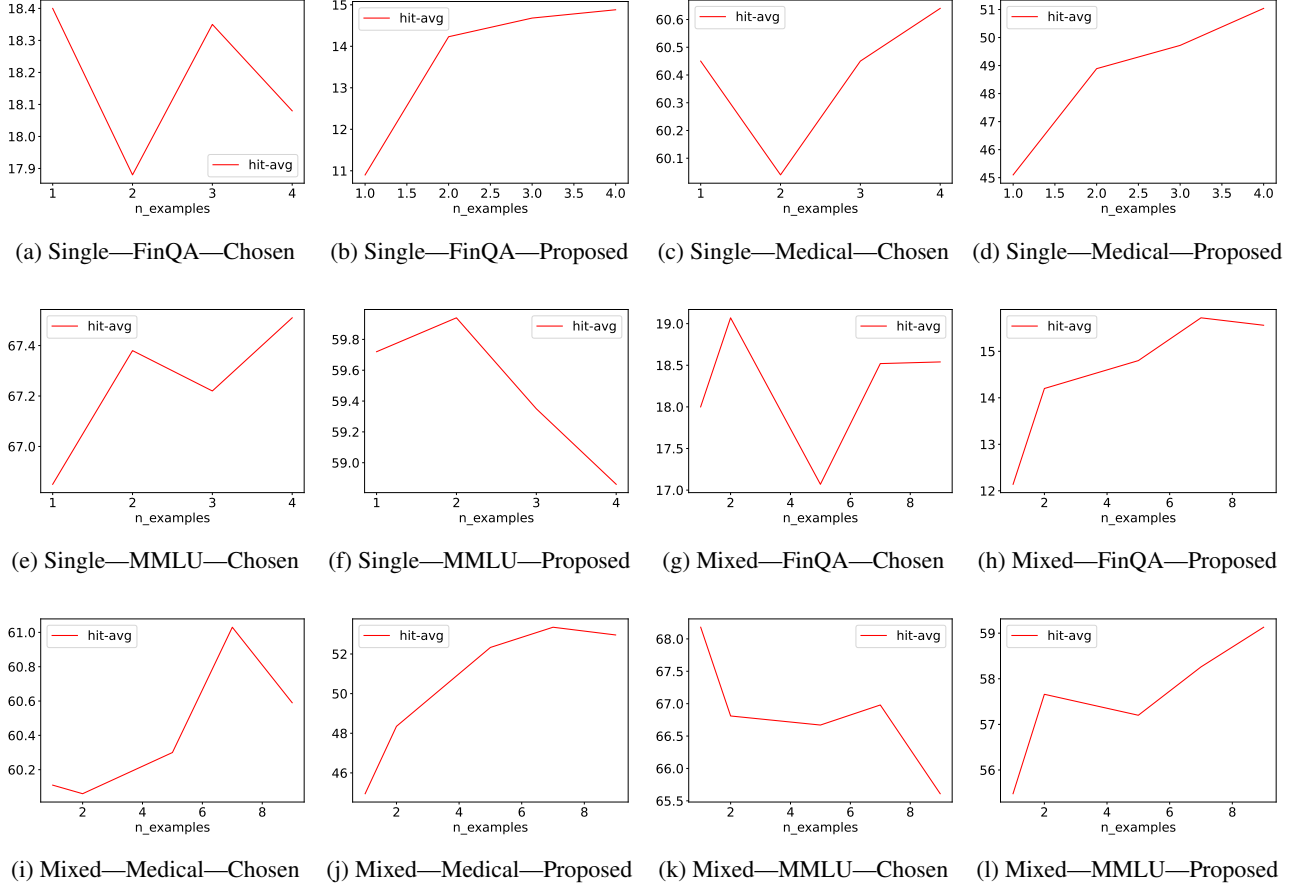 18.4
18.3
18.2
18.1
18.0
17.9
hit-avg
1 2 3 4
n_examples
(a) Single—FinQA—Chosen
15
14
13
12
11
hit-avg
1.0 1.5 2.0 2.5 3.0 3.5 4.0
n_examples
(b) Single—FinQA—Proposed
60.6
60.5
60.4
60.3
60.2
60.1
hit-avg
1 2 3 4
n_examples
(c) Single—Medical—Chosen
51
50
49
48
47
46
45
hit-avg
1.0 1.5 2.0 2.5 3.0 3.5 4.0
n_examples
(d) Single—Medical—Proposed
67.4
67.2
67.0
hit-avg
1 2 3 4
n_examples
(e) Single—MMLU—Chosen
59.8
59.6
59.4
59.2
59.0
hit-avg
1 2 3 4
n_examples
(f) Single—MMLU—Proposed
19.0
18.5
18.0
17.5
17.0
hit-avg
2 4 6 8
n_examples
(g) Mixed—FinQA—Chosen
15
14
13
12
hit-avg
2 4 6 8
n_examples
(h) Mixed—FinQA—Proposed
61.0
60.8
60.6
60.4
60.2
hit-avg
2 4 6 8
n_examples
(i) Mixed—Medical—Chosen
52
50
48
46
hit-avg
2 4 6 8
n_examples
(j) Mixed—Medical—Proposed
68.0
67.5
67.0
66.5
66.0
65.5
hit-avg
2 4 6 8
n_examples
(k) Mixed—MMLU—Chosen
59
58
57
56
hit-avg
2 4 6 8
n_examples
(l) Mixed—MMLU—Proposed